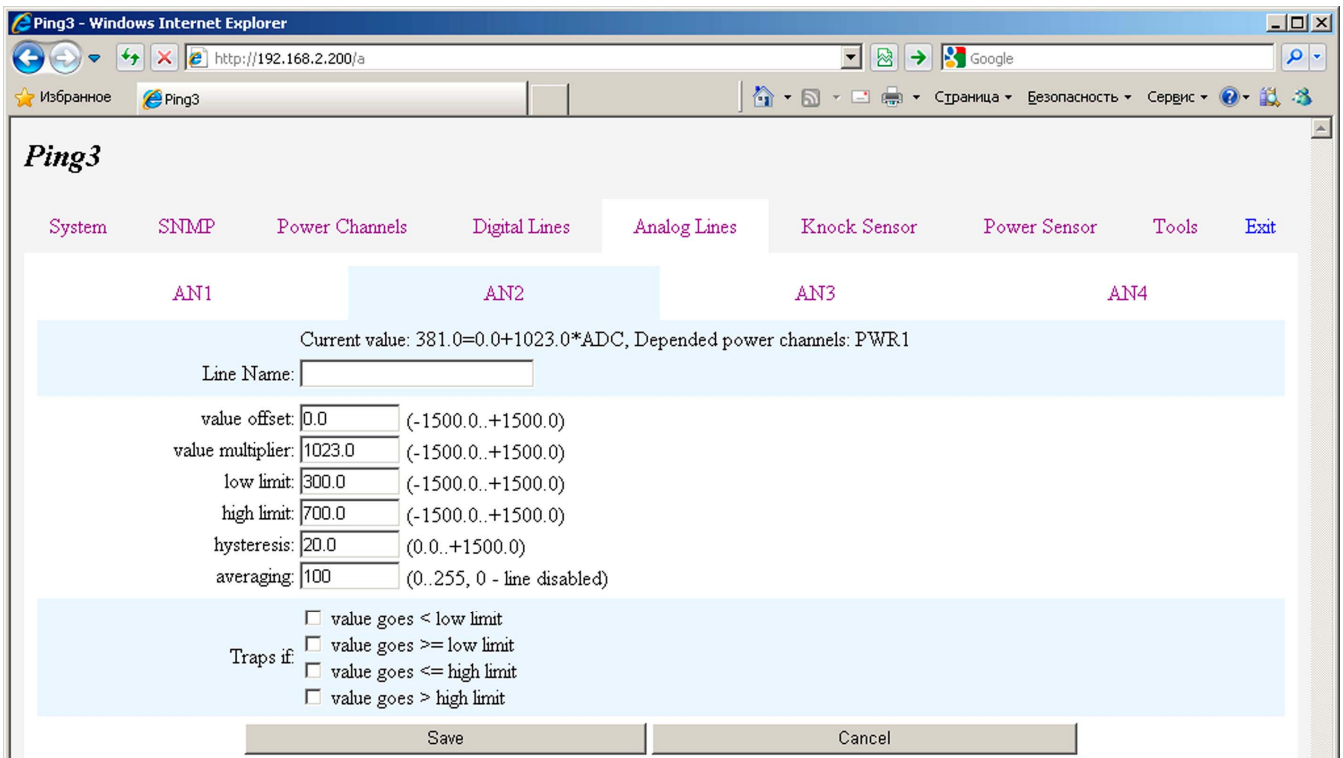 Ping3 - Windows Internet Explorer
http://192.168.2.200/a
Google
Избранное Ping3 Страница Безопасность Сервис
Ping3
System SNMP Power Channels Digital Lines Analog Lines Knock Sensor Power Sensor Tools Exit
AN1 AN2 AN3 AN4
Current value: 381.0=0.0+1023.0*ADC, Depended power channels: PWR1
Line Name:
value offset: 0.0 (-1500.0..+1500.0)
value multiplier: 1023.0 (-1500.0..+1500.0)
low limit: 300.0 (-1500.0..+1500.0)
high limit: 700.0 (-1500.0..+1500.0)
hysteresis: 20.0 (0.0..+1500.0)
averaging: 100 (0..255, 0 - line disabled)
Traps if:
value goes < low limit
value goes >= low limit
value goes <= high limit
value goes > high limit
Save Cancel